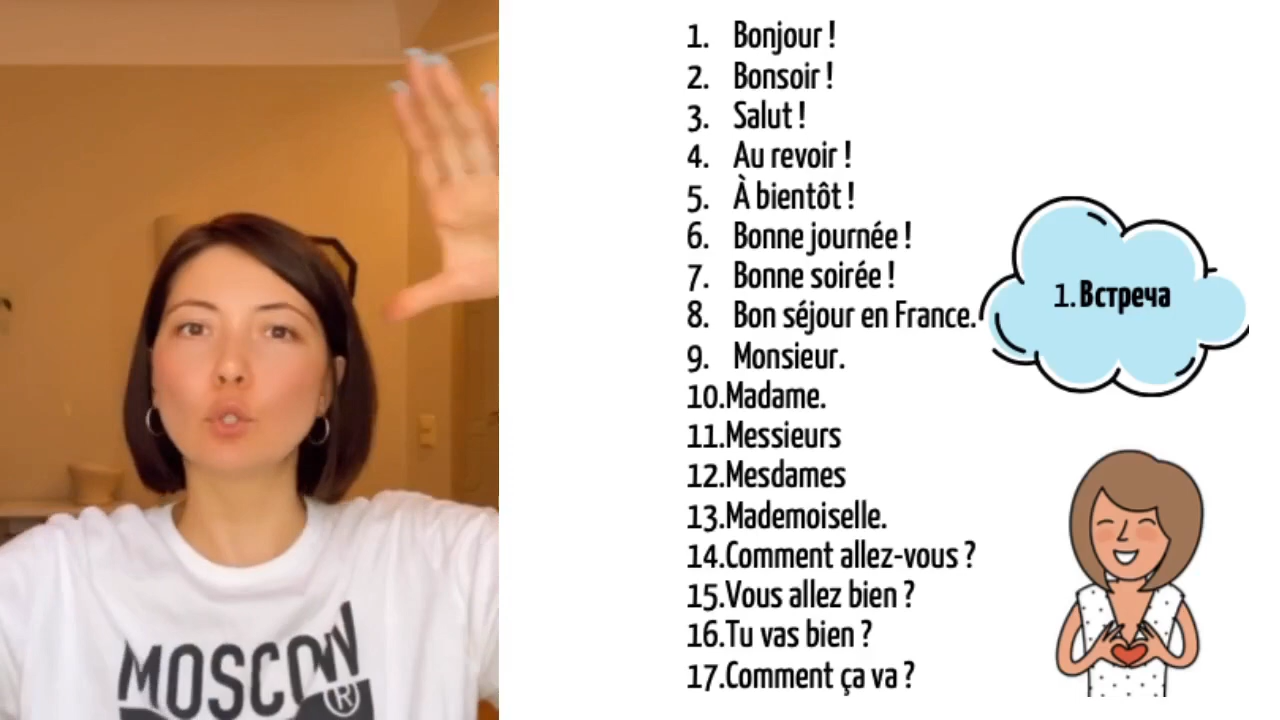 1. Bonjour !
2. Bonsoir !
3. Salut !
4. Au revoir !
5. À bientôt !
6. Bonne journée !
7. Bonne soirée !
8. Bon séjour en France.
9. Monsieur.
10.Madame.
11.Messieurs
12.Mesdames
13.Mademoiselle.
14.Comment allez-vous ?
15.Vous allez bien ?
16.Tu vas bien ?
17.Comment ça va ?
1. Встреча
MOSCOW
®